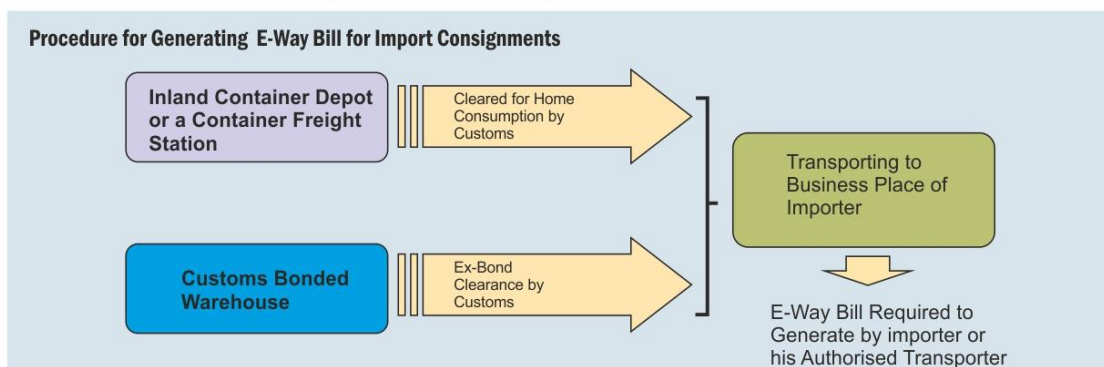 Procedure for Generating E-Way Bill for Import Consignments
Inland Container Depot
or a Container Freight
Station
Cleared for Home
Consumption by
Customs
Transporting to
Business Place of
Importer
Customs Bonded
Warehouse
Ex-Bond
Clearance by
Customs
E-Way Bill Required to
Generate by importer or
his Authorised Transporter